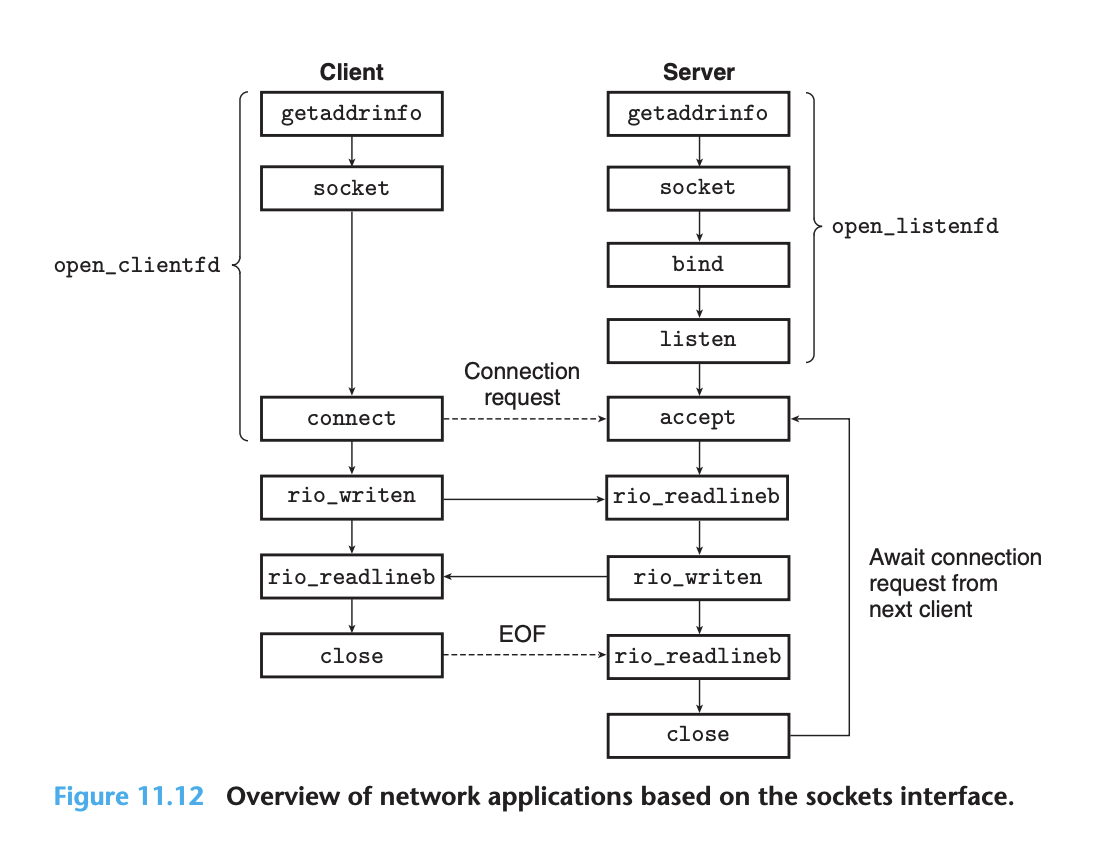 Client
Server
getaddrinfo
getaddrinfo
socket
socket
open_listenfd
open_clientfd
bind
listen
Connection
request
connect
accept
rio_writen
rio_readlineb
rio_readlineb
rio_writen
Await connection
request from
next client
EOF
close
rio_readlineb
close
Figure 11.12 Overview of network applications based on the sockets interface.